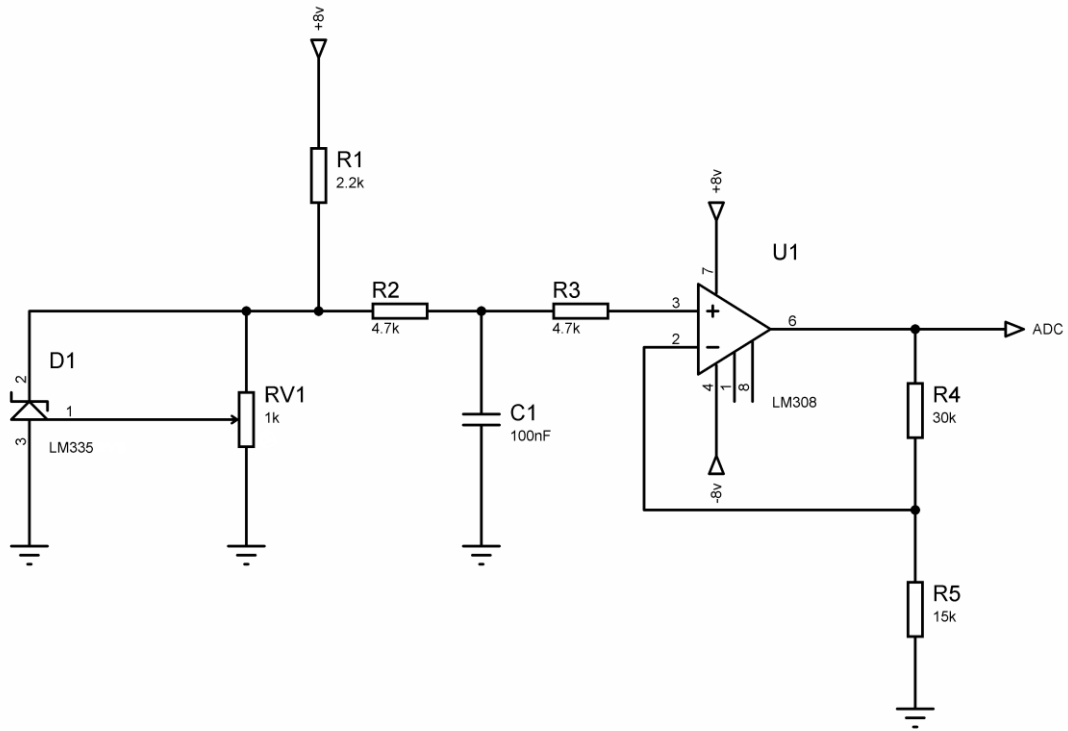 +8v
R1
2.2k
+8v
7
U1
R2
4.7k
R3
4.7k
3
2
6
ADC
D1
2
1
3
LM335
RV1
1k
C1
100nF
4
1
8
LM308
-8v
R4
30k
R5
15k